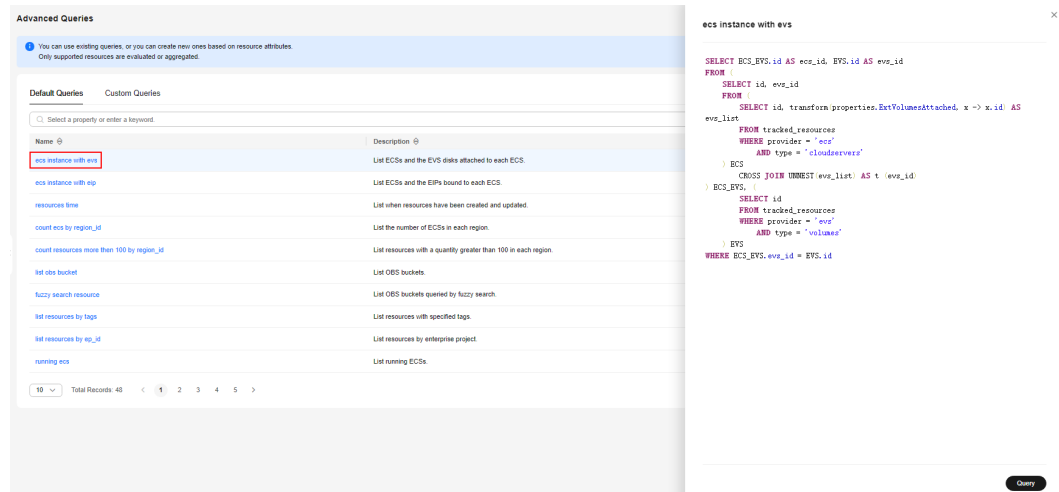 Advanced Queries
You can use existing queries, or you can create new ones based on resource attributes.
Only supported resources are evaluated or aggregated.
Default Queries Custom Queries
Select a property or enter a keyword.
Name Description
ecs instance with evs List ECSs and the EVS disks attached to each ECS.
ecs instance with eip List ECSs and the EIPs bound to each ECS.
resources time List when resources have been created and updated.
count ecs by region_id List the number of ECSs in each region.
count resources more then 100 by region_id List resources with a quantity greater than 100 in each region.
list obs bucket List OBS buckets.
fuzzy search resource List OBS buckets queried by fuzzy search.
list resources by tags List resources with specified tags.
list resources by ep_id List resources by enterprise project.
running ecs List running ECSs.
10 Total Records: 48 < 1 2 3 4 5 >
ecs instance with evs
SELECT ECS_EVS.id AS ecs_id, EVS.id AS evs_id
FROM (
SELECT id, evs_id
FROM (
SELECT id, transform(properties.ExtVolumesAttached, x -> x.id) AS
evs_list
FROM tracked_resources
WHERE provider = 'ecs'
AND type = 'cloudservers'
) ECS
CROSS JOIN UNNEST(evs_list) AS t (evs_id)
) ECS_EVS, (
SELECT id
FROM tracked_resources
WHERE provider = 'evs'
AND type = 'volumes'
) EVS
WHERE ECS_EVS.evs_id = EVS.id
Query